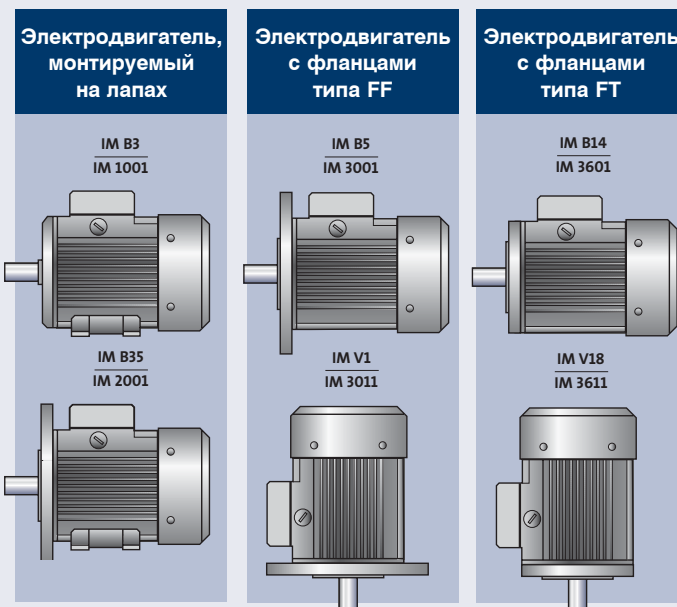 Электродвигатель,
монтируемый
на лапах
IM B3
IM 1001
IM B35
IM 2001
Электродвигатель
с фланцами
типа FF
IM B5
IM 3001
IM V1
IM 3011
Электродвигатель
с фланцами
типа FT
IM B14
IM 3601
IM V18
IM 3611